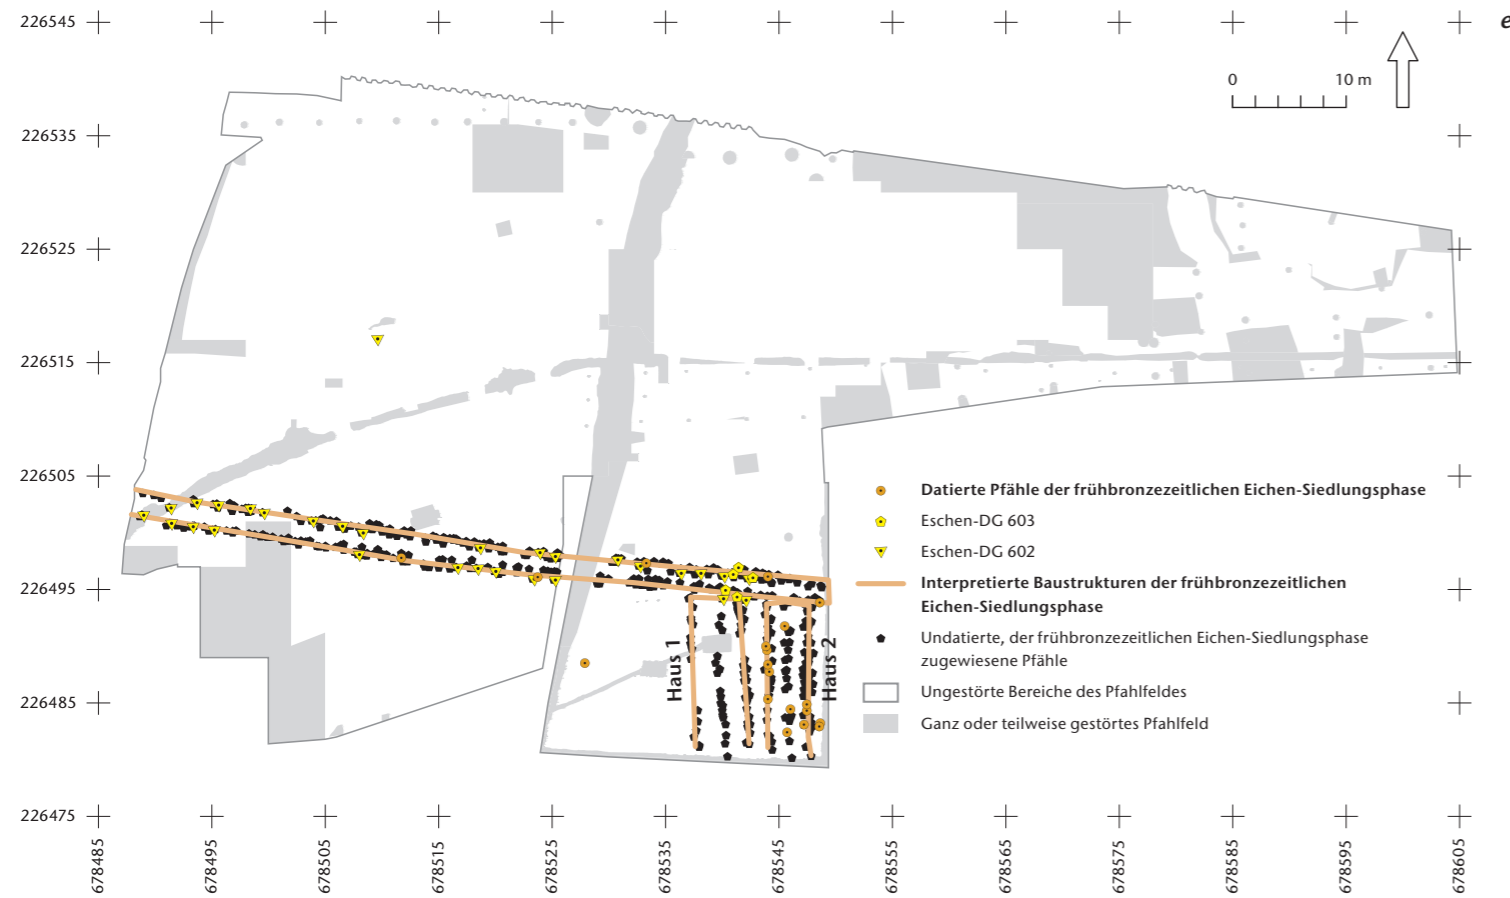 e
0 10 m
226545
226535
226525
226515
226505
226495
226485
226475
678485
678495
678505
678515
678525
678535
678545
678555
678565
678575
678585
678595
678605
Haus 1
Haus 2
Datierte Pfähle der frühbronzezeitlichen Eichen-Siedlungsphase
Eschen-DG 603
Eschen-DG 602
Interpretierte Baustrukturen der frühbronzezeitlichen
Eichen-Siedlungsphase
Undatierte, der frühbronzezeitlichen Eichen-Siedlungsphase
zugewiesene Pfähle
Ungestörte Bereiche des Pfahlfeldes
Ganz oder teilweise gestörtes Pfahlfeld